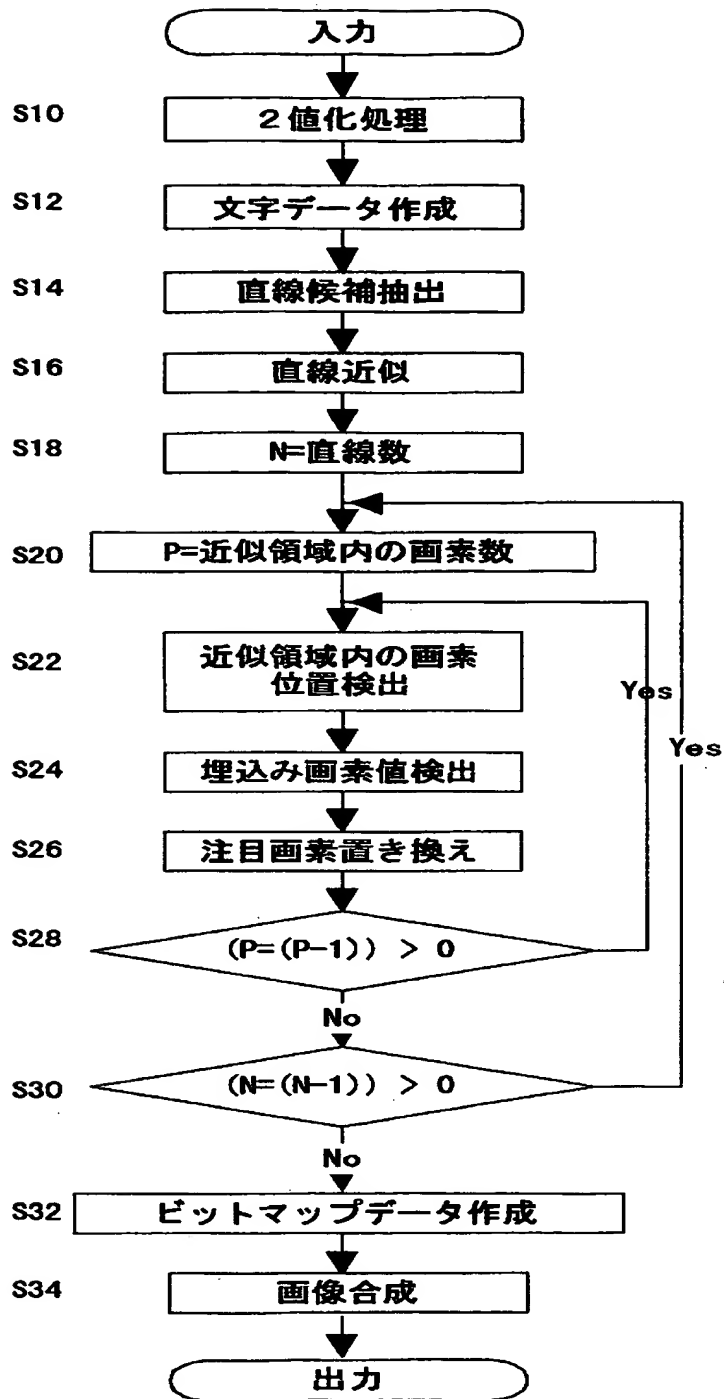 入力
S10
2値化処理
S12
文字データ作成
S14
直線候補抽出
S16
直線近似
S18
N=直線数
S20
P=近似領域内の画素数
S22
近似領域内の画素
位置検出
Yes
Yes
S24
埋込み画素値検出
S26
注目画素置き換え
S28
(P=(P-1)) > 0
No
S30
(N=(N-1)) > 0
No
S32
ビットマップデータ作成
S34
画像合成
出力